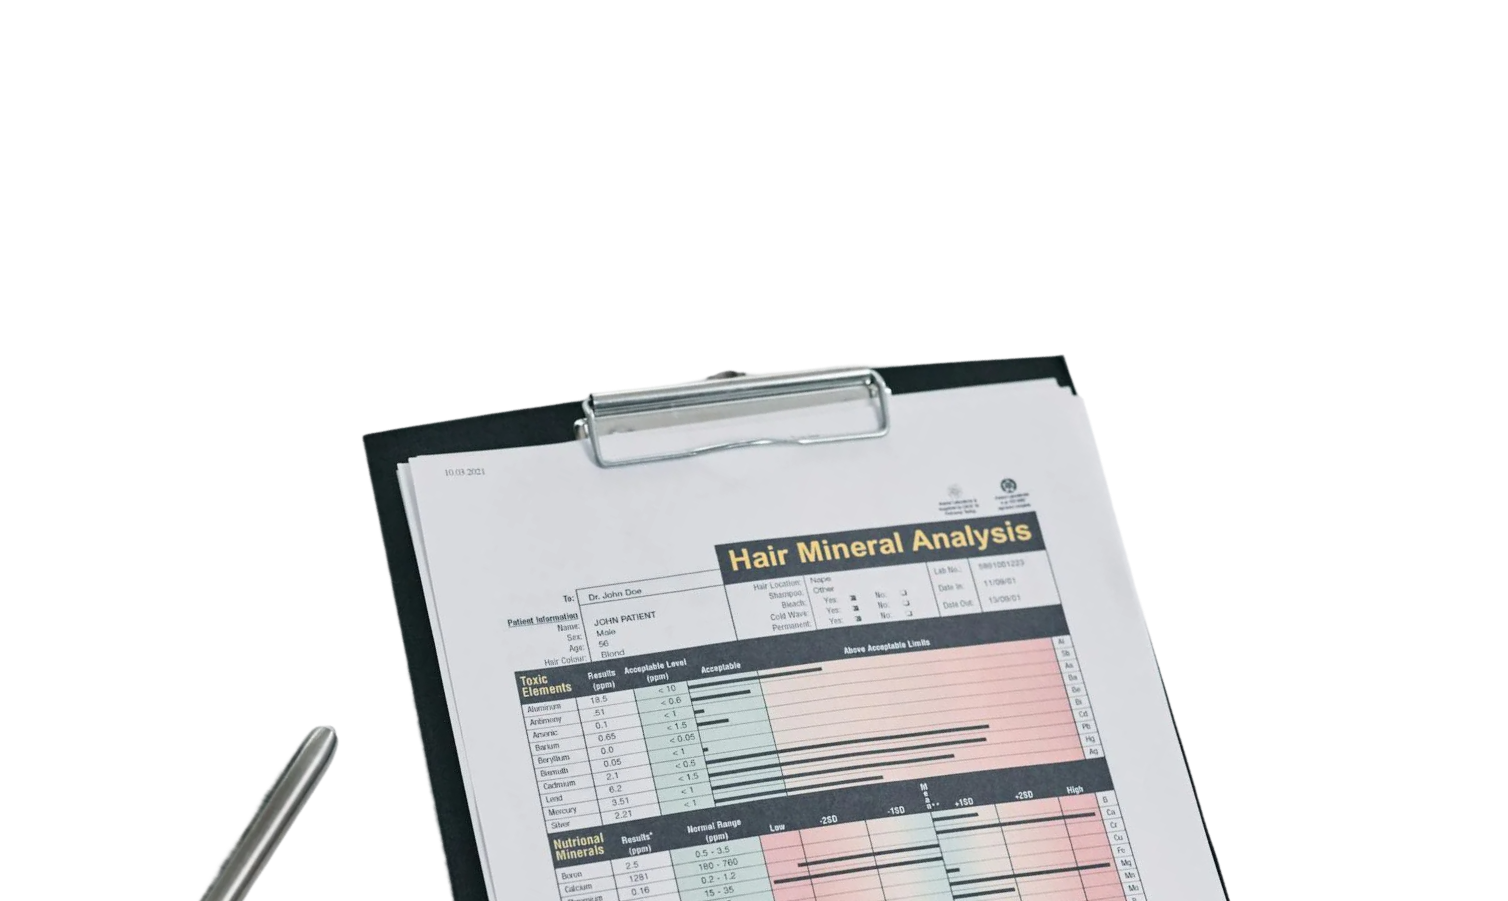 10.03.2021
Hair Mineral Analysis
To: Dr. John Doe
Patient Information
Name: JOHN PATIENT
Sex: Male
Age: 56
Hair Colour: Blond
Hair Location: Nape
Shampoo: Other
Bleach: Yes: No:
Cold Wave: Yes: No:
Permanent: Yes: No:
Lab No.:
Date In: 11/09/01
Date Out: 13/09/01
Toxic Elements Results (ppm) Acceptable Level (ppm) Acceptable Above Acceptable Limits
Aluminum 18.5 < 10 Al
Antimony .51 < 0.6 Sb
Arsenic 0.1 < 1 As
Barium 0.65 < 1.5 Ba
Beryllium 0.0 < 0.05 Be
Bismuth 0.05 < 1 Bi
Cadmium 2.1 < 0.5 Cd
Lead 6.2 < 1.5 Pb
Mercury 3.51 < 1 Hg
Silver 2.21 Ag
Nutritional Minerals Results* (ppm) Normal Range (ppm) Low -2SD -1SD Mean** +1SD +2SD High
Boron 2.5 0.5 - 3.5 B
Calcium 1281 180 - 760 Ca
0.16 0.2 - 1.2 Cr
15 - 35 Cu
Fe
Mg
Mn
Mo